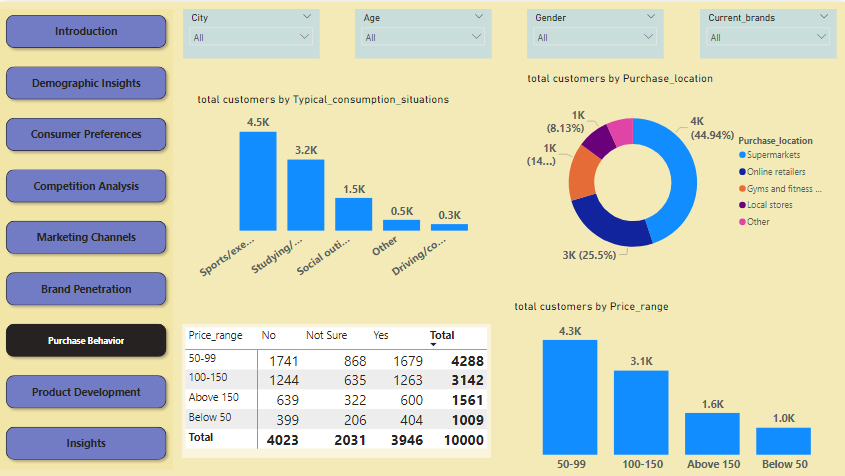 Introduction
Demographic Insights
Consumer Preferences
Competition Analysis
Marketing Channels
Brand Penetration
Purchase Behavior
Product Development
Insights
City
All
Age
All
Gender
All
Current_brands
All
total customers by Typical_consumption_situations
4.5K
3.2K
1.5K
0.5K
0.3K
Sports/exe...
Studying/...
Social outi...
Other
Driving/co...
total customers by Purchase_location
1K
(8.13%)
1K
(14...)
4K
(44.94%)
3K (25.5%)
Purchase_location
Supermarkets
Online retailers
Gyms and fitness ...
Local stores
Other
Price_range No Not Sure Yes Total
50-99 1741 868 1679 4288
100-150 1244 635 1263 3142
Above 150 639 322 600 1561
Below 50 399 206 404 1009
Total 4023 2031 3946 10000
total customers by Price_range
4.3K
3.1K
1.6K
1.0K
50-99 100-150 Above 150 Below 50